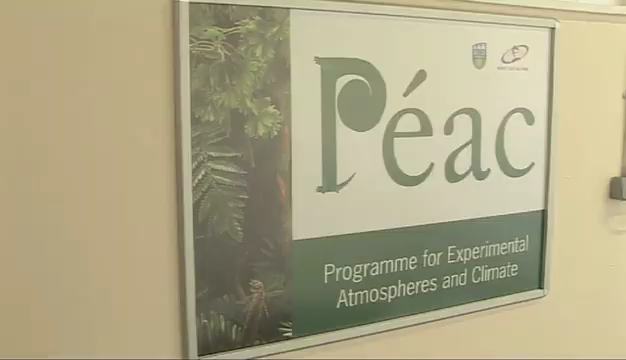 Péac
Programme for Experimental
Atmospheres and Climate